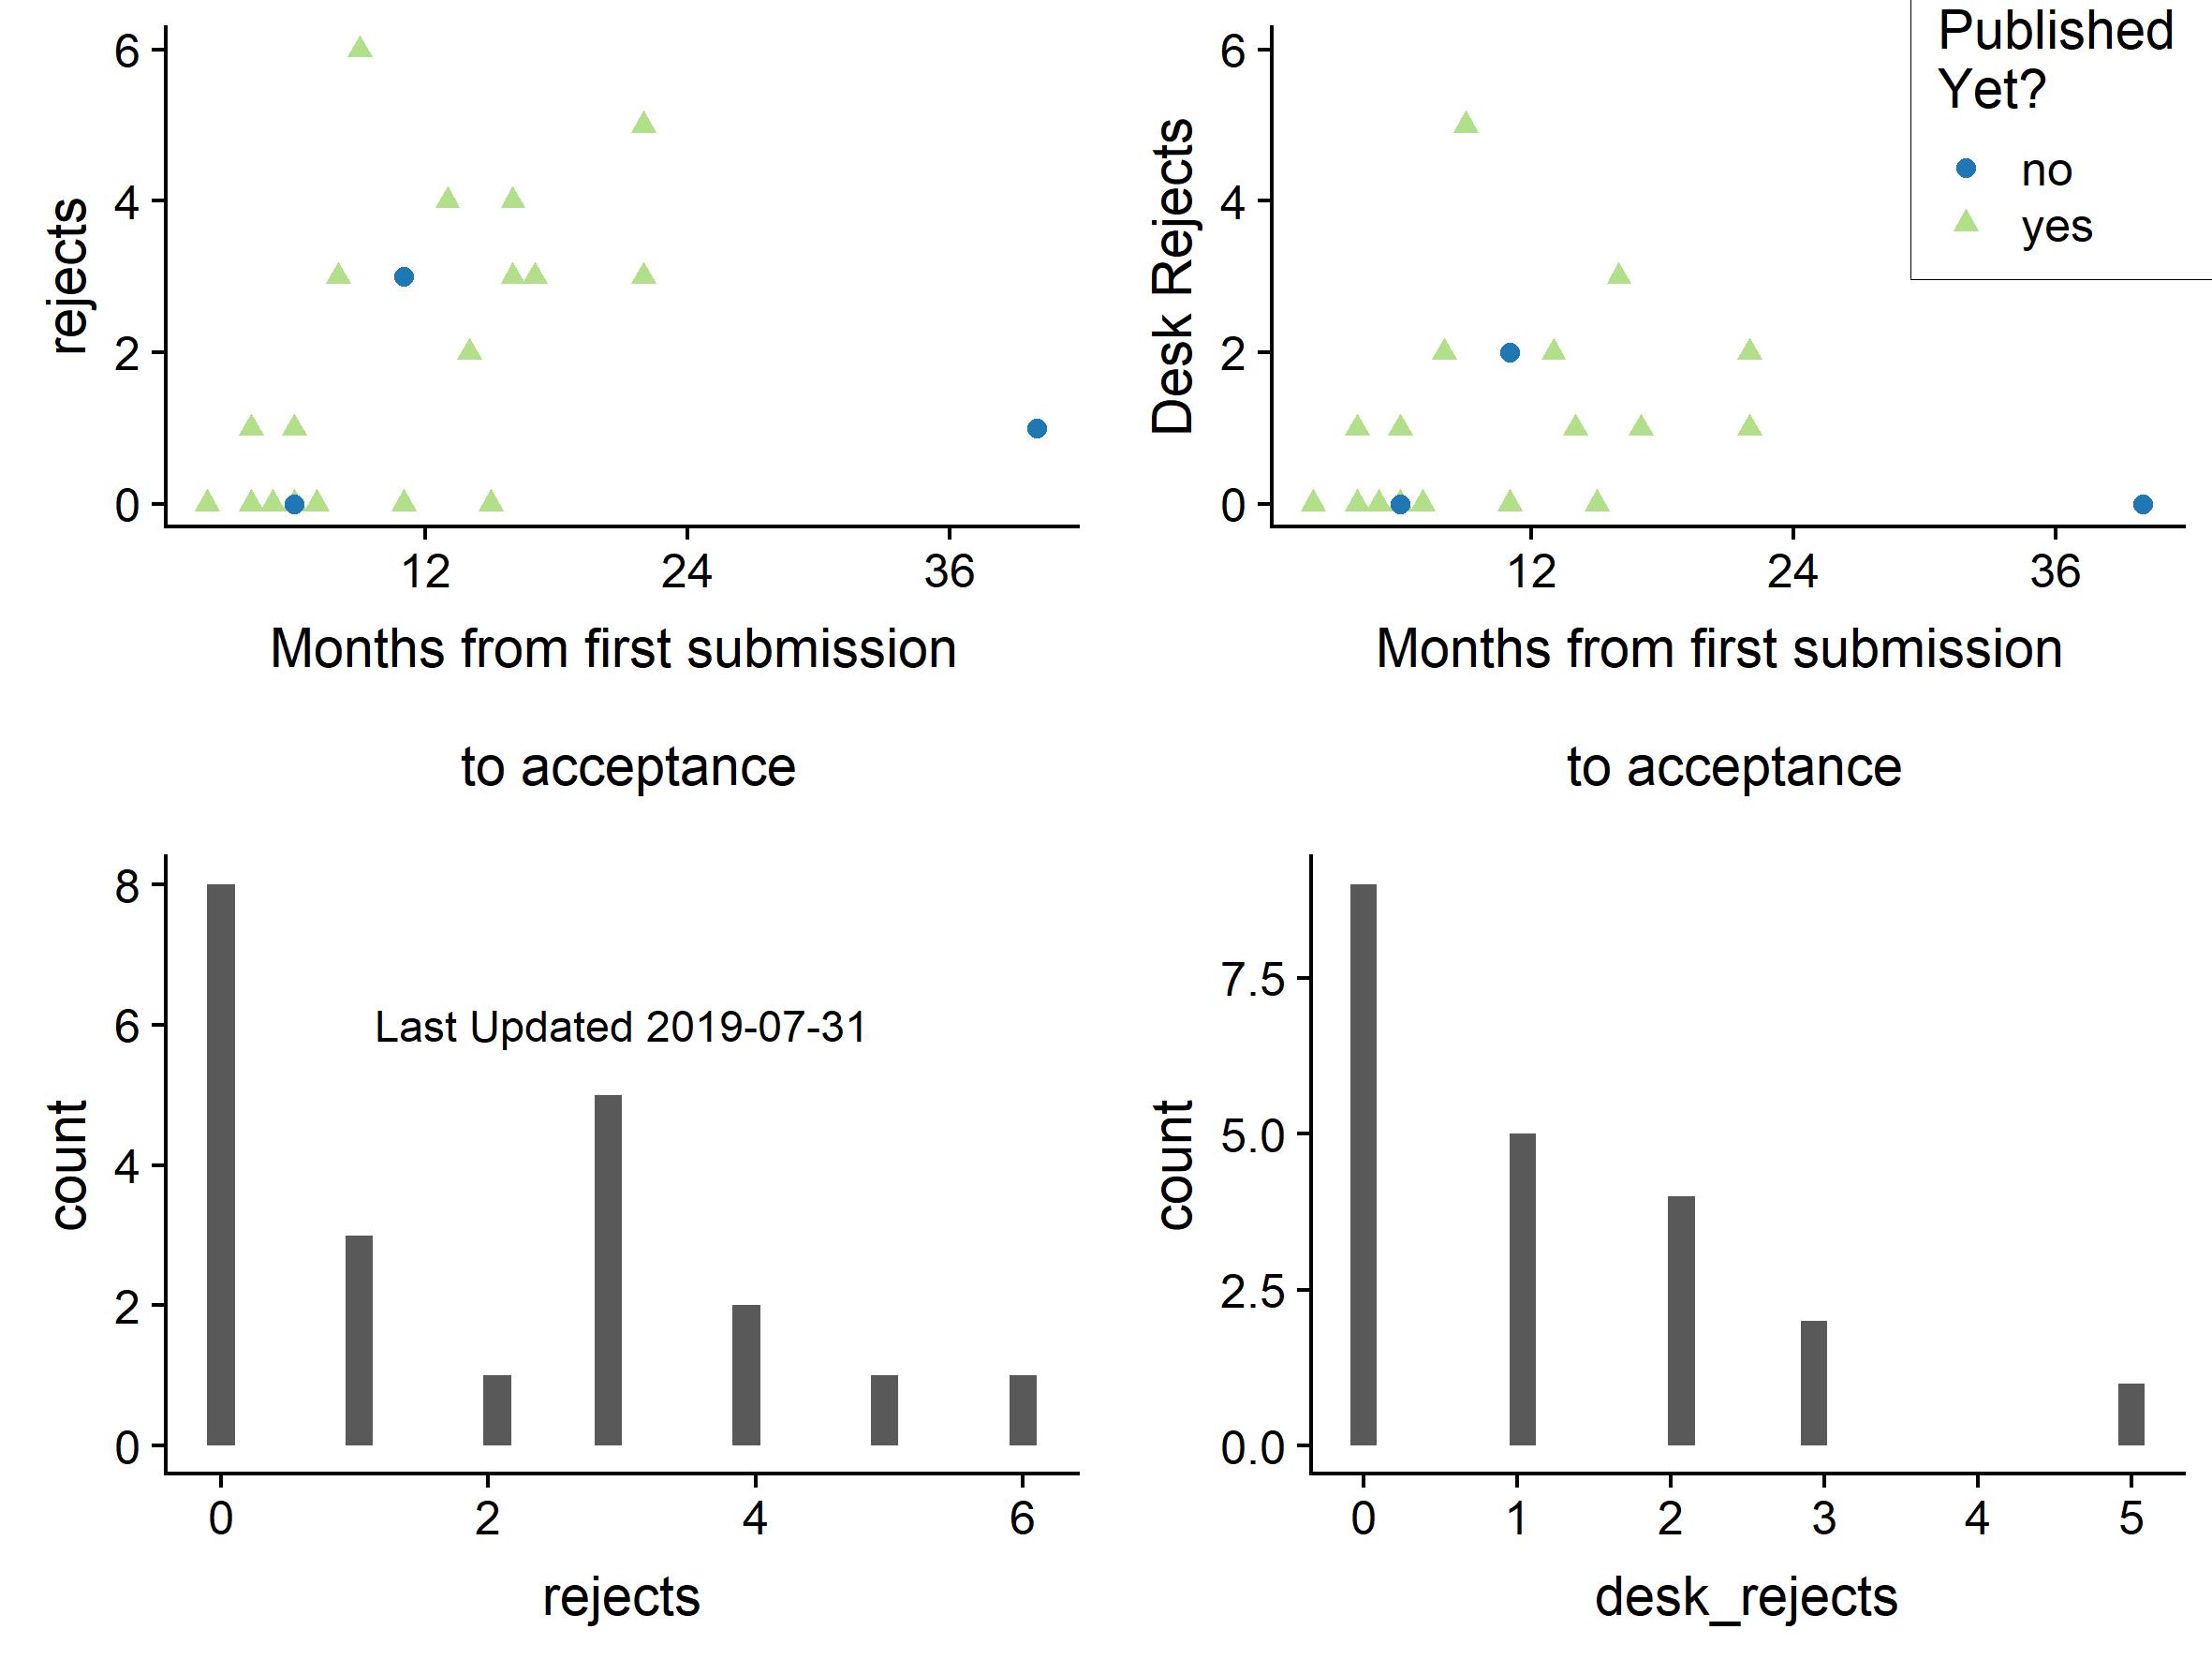 6
4
2
0
rejects
12
24
36
Months from first submission
to acceptance
6
4
2
0
Desk Rejects
12
24
36
Months from first submission
to acceptance
Published
Yet?
no
yes
8
6
4
2
0
count
Last Updated 2019-07-31
0
2
4
6
rejects
7.5
5.0
2.5
0.0
count
0
1
2
3
4
5
desk_rejects